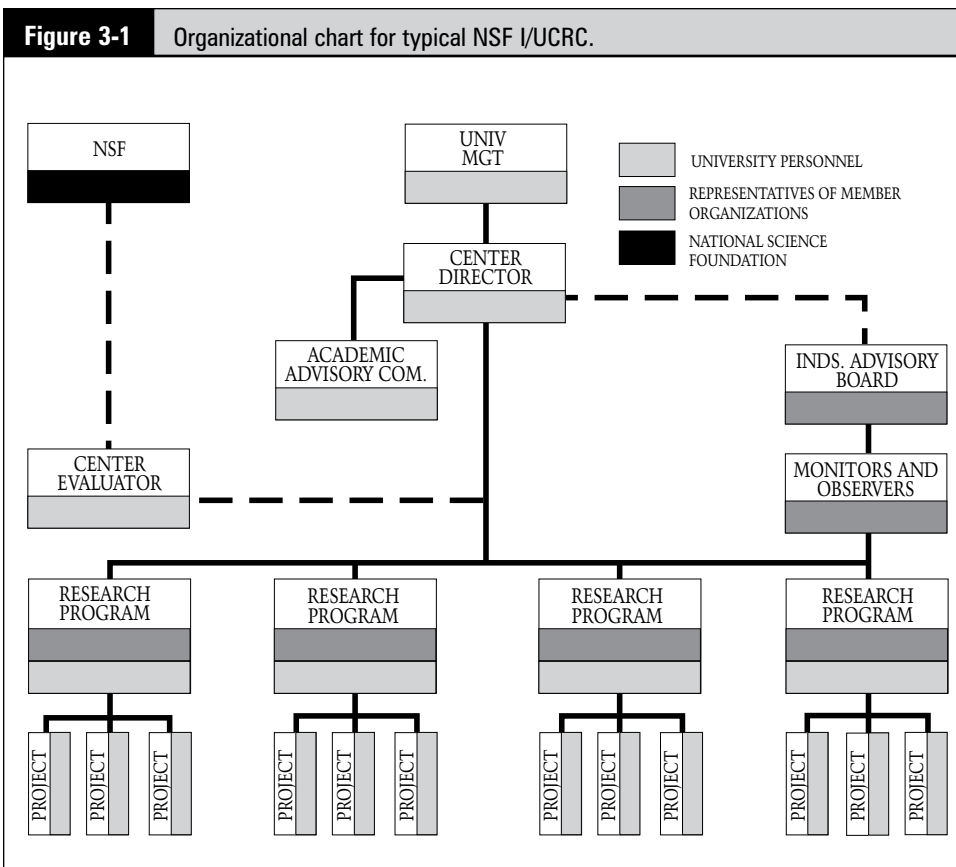 Figure 3-1 Organizational chart for typical NSF I/UCRC.
NSF
UNIV
MGT
UNIVERSITY PERSONNEL
REPRESENTATIVES OF MEMBER
ORGANIZATIONS
NATIONAL SCIENCE
FOUNDATION
CENTER
DIRECTOR
ACADEMIC
ADVISORY COM.
INDS. ADVISORY
BOARD
CENTER
EVALUATOR
MONITORS AND
OBSERVERS
RESEARCH
PROGRAM
RESEARCH
PROGRAM
RESEARCH
PROGRAM
RESEARCH
PROGRAM
PROJECT
PROJECT
PROJECT
PROJECT
PROJECT
PROJECT
PROJECT
PROJECT
PROJECT
PROJECT
PROJECT
PROJECT